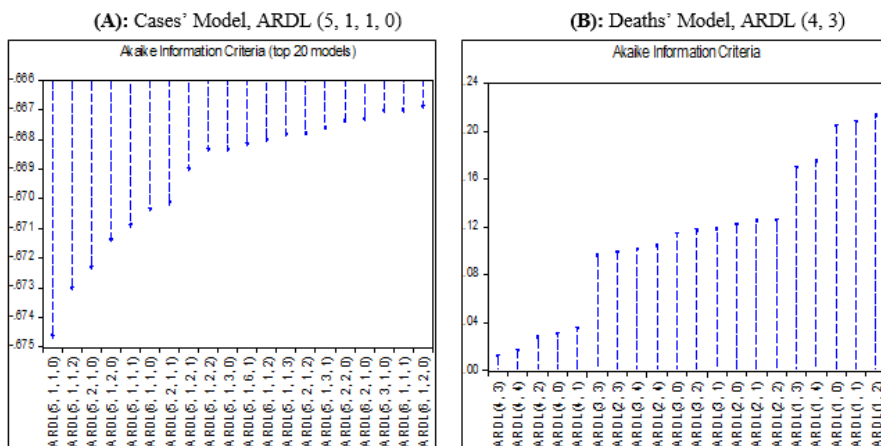 (A): Cases' Model, ARDL (5, 1, 1, 0)
Akaike Information Criteria (top 20 models)
-.666
-.667
-.668
-.669
-.670
-.671
-.672
-.673
-.674
-.675
ARDL(5, 1, 1, 0)
ARDL(5, 1, 1, 2)
ARDL(5, 2, 1, 0)
ARDL(5, 1, 2, 0)
ARDL(5, 1, 1, 1)
ARDL(6, 1, 1, 0)
ARDL(5, 2, 1, 1)
ARDL(5, 1, 2, 1)
ARDL(5, 1, 2, 2)
ARDL(5, 1, 3, 0)
ARDL(5, 1, 6, 1)
ARDL(6, 1, 1, 2)
ARDL(5, 1, 1, 3)
ARDL(5, 2, 1, 2)
ARDL(5, 1, 3, 1)
ARDL(5, 2, 2, 0)
ARDL(6, 2, 1, 0)
ARDL(5, 3, 1, 0)
ARDL(6, 1, 1, 1)
ARDL(6, 1, 2, 0)
(B): Deaths' Model, ARDL (4, 3)
Akaike Information Criteria
.24
.20
.16
.12
.08
.04
.00
ARDL(4, 3)
ARDL(4, 4)
ARDL(4, 2)
ARDL(4, 0)
ARDL(4, 1)
ARDL(3, 3)
ARDL(2, 3)
ARDL(3, 4)
ARDL(2, 4)
ARDL(3, 0)
ARDL(3, 2)
ARDL(3, 1)
ARDL(2, 0)
ARDL(2, 1)
ARDL(2, 2)
ARDL(1, 3)
ARDL(1, 4)
ARDL(1, 0)
ARDL(1, 1)
ARDL(1, 2)